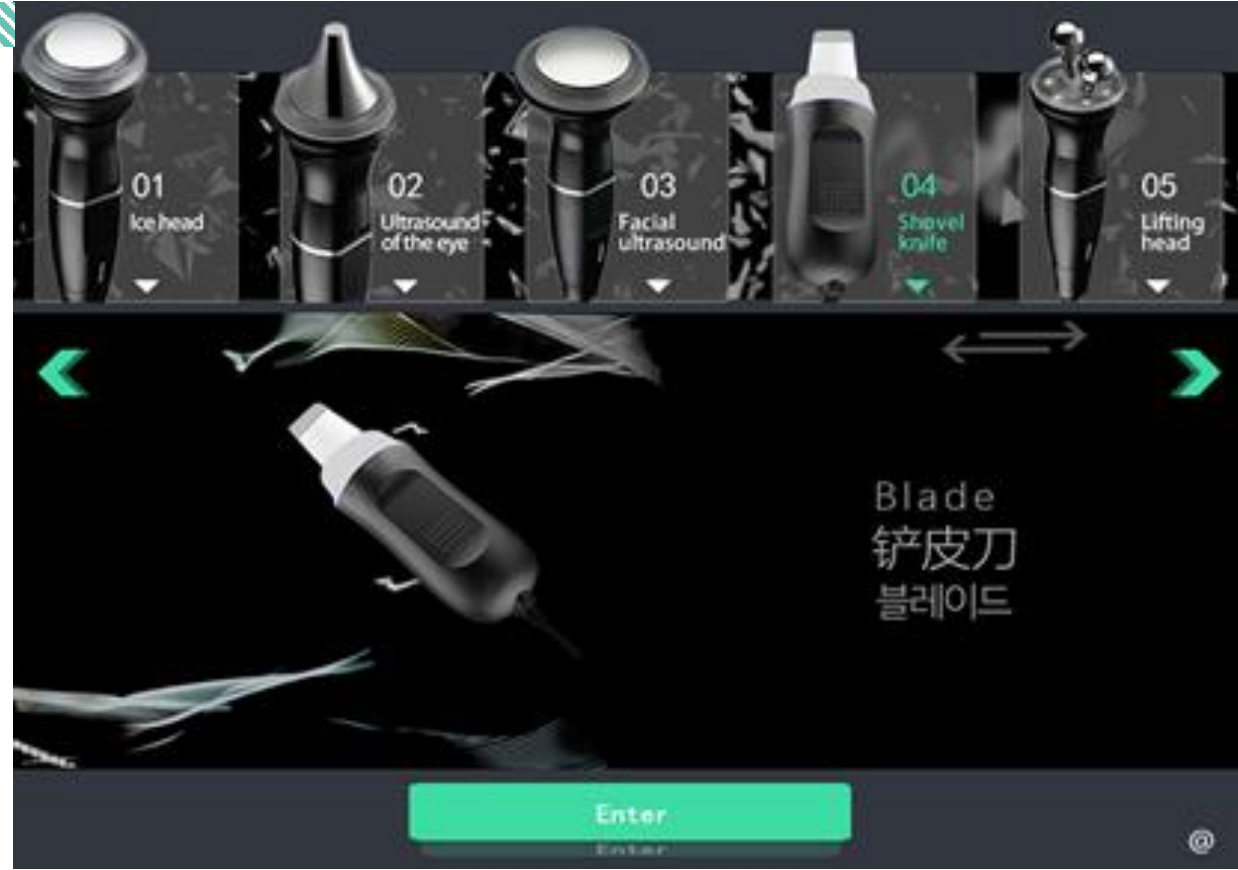 01
Ice head
02
Ultrasound
of the eye
03
Facial
ultrasound
04
Shovel
knife
05
Lifting
head
Blade
铲皮刀
블레이드
Enter
Enter
@